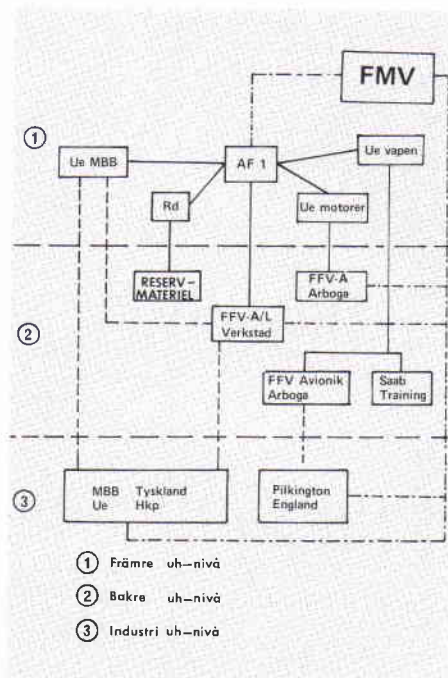 FMV
①
Ue MBB
AF 1
Ue vapen
Rd
Ue motorer
RESERV-
MATERIEL
FFV-A
Arboga
②
FFV-A/L
Verkstad
FFV Avionik
Arboga
Saab
Training
③
MBB Tyskland
Ue Hkp
Pilkington
England
① Främre uh-nivå
② Bakre uh-nivå
③ Industri uh-nivå